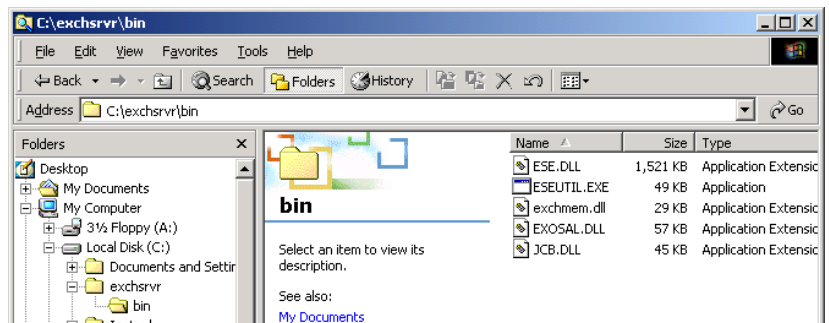 C:\exchsrvr\bin
File Edit View Favorites Tools Help
Back Search Folders History
Address C:\exchsrvr\bin Go
Folders
Desktop
My Documents
My Computer
3½ Floppy (A:)
Local Disk (C:)
Documents and Settir
exchsrvr
bin
bin
Select an item to view its
description.
See also:
My Documents
Name Size Type
ESE.DLL 1,521 KB Application Extensic
ESEUTIL.EXE 49 KB Application
exchmem.dll 29 KB Application Extensic
EXOSAL.DLL 57 KB Application Extensic
JCB.DLL 45 KB Application Extensic